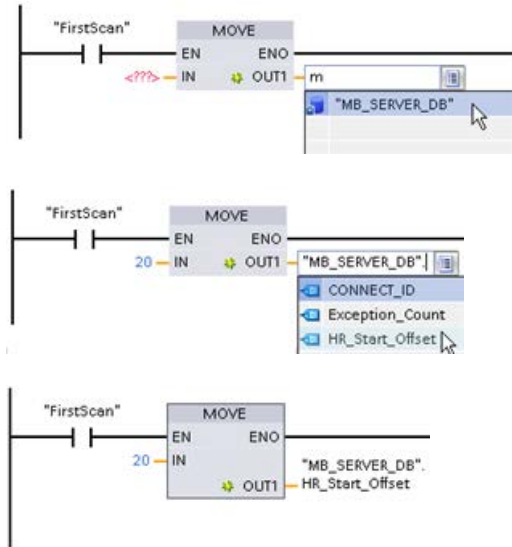 "FirstScan"
MOVE
EN ENO
<???> IN OUT1 m
"MB_SERVER_DB"
"FirstScan"
MOVE
EN ENO
20 IN OUT1 "MB_SERVER_DB".
CONNECT_ID
Exception_Count
HR_Start_Offset
"FirstScan"
MOVE
EN ENO
20 IN
"MB_SERVER_DB".
OUT1 HR_Start_Offset